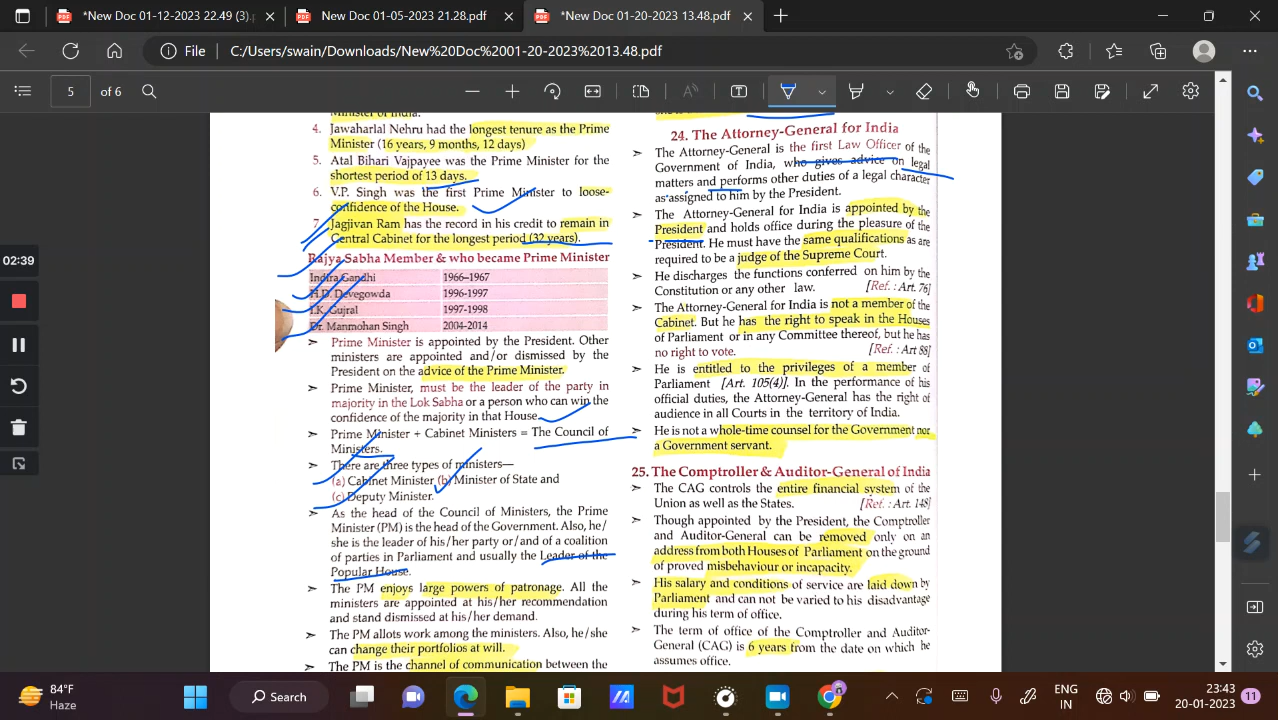 *New Doc 01-12-2023 22.49 (3).p
New Doc 01-05-2023 21.28.pdf
*New Doc 01-20-2023 13.48.pdf
File
C:/Users/swain/Downloads/New%20Doc%2001-20-2023%2013.48.pdf
5 of 6
4. Jawaharlal Nehru had the longest tenure as the Prime
Minister (16 years, 9 months, 12 days)
5. Atal Bihari Vajpayee was the Prime Minister for the
shortest period of 13 days.
6. V.P. Singh was the first Prime Minister to loose-
confidence of the House.
7. Jagjivan Ram has the record in his credit to remain in
Central Cabinet for the longest period (32 years).
Rajya Sabha Member & who became Prime Minister
Indira Gandhi 1966–1967
H.D. Devegowda 1996-1997
I.K. Gujral 1997-1998
Dr. Manmohan Singh 2004-2014
➢ Prime Minister is appointed by the President. Other
ministers are appointed and/or dismissed by the
President on the advice of the Prime Minister.
➢ Prime Minister, must be the leader of the party in
majority in the Lok Sabha or a person who can win the
confidence of the majority in that House.
➢ Prime Minister + Cabinet Ministers = The Council of
Ministers.
➢ There are three types of ministers—
(a) Cabinet Minister (b) Minister of State and
(c) Deputy Minister.
➢ As the head of the Council of Ministers, the Prime
Minister (PM) is the head of the Government. Also, he/
she is the leader of his/her party or/and of a coalition
of parties in Parliament and usually the Leader of the
Popular House.
➢ The PM enjoys large powers of patronage. All the
ministers are appointed at his/her recommendation
and stand dismissed at his/her demand.
➢ The PM allots work among the ministers. Also, he/she
can change their portfolios at will.
➢ The PM is the channel of communication between the
24. The Attorney-General for India
➢ The Attorney-General is the first Law Officer of the
Government of India, who gives advice on legal
matters and performs other duties of a legal character
as assigned to him by the President.
➢ The Attorney-General for India is appointed by the
President and holds office during the pleasure of the
President. He must have the same qualifications as are
required to be a judge of the Supreme Court.
➢ He discharges the functions conferred on him by the
Constitution or any other law. [Ref. : Art. 76]
➢ The Attorney-General for India is not a member of the
Cabinet. But he has the right to speak in the Houses
of Parliament or in any Committee thereof, but he has
no right to vote. [Ref. : Art 88]
➢ He is entitled to the privileges of a member of
Parliament [Art. 105(4)]. In the performance of his
official duties, the Attorney-General has the right of
audience in all Courts in the territory of India.
➢ He is not a whole-time counsel for the Government nor
a Government servant.
25. The Comptroller & Auditor-General of India
➢ The CAG controls the entire financial system of the
Union as well as the States. [Ref. : Art. 148]
➢ Though appointed by the President, the Comptroller
and Auditor-General can be removed only on an
address from both Houses of Parliament on the ground
of proved misbehaviour or incapacity.
➢ His salary and conditions of service are laid down by
Parliament and can not be varied to his disadvantage
during his term of office.
➢ The term of office of the Comptroller and Auditor-
General (CAG) is 6 years from the date on which he
assumes office.
02:39
84°F
Haze
Search
ENG
IN
23:43
20-01-2023
11